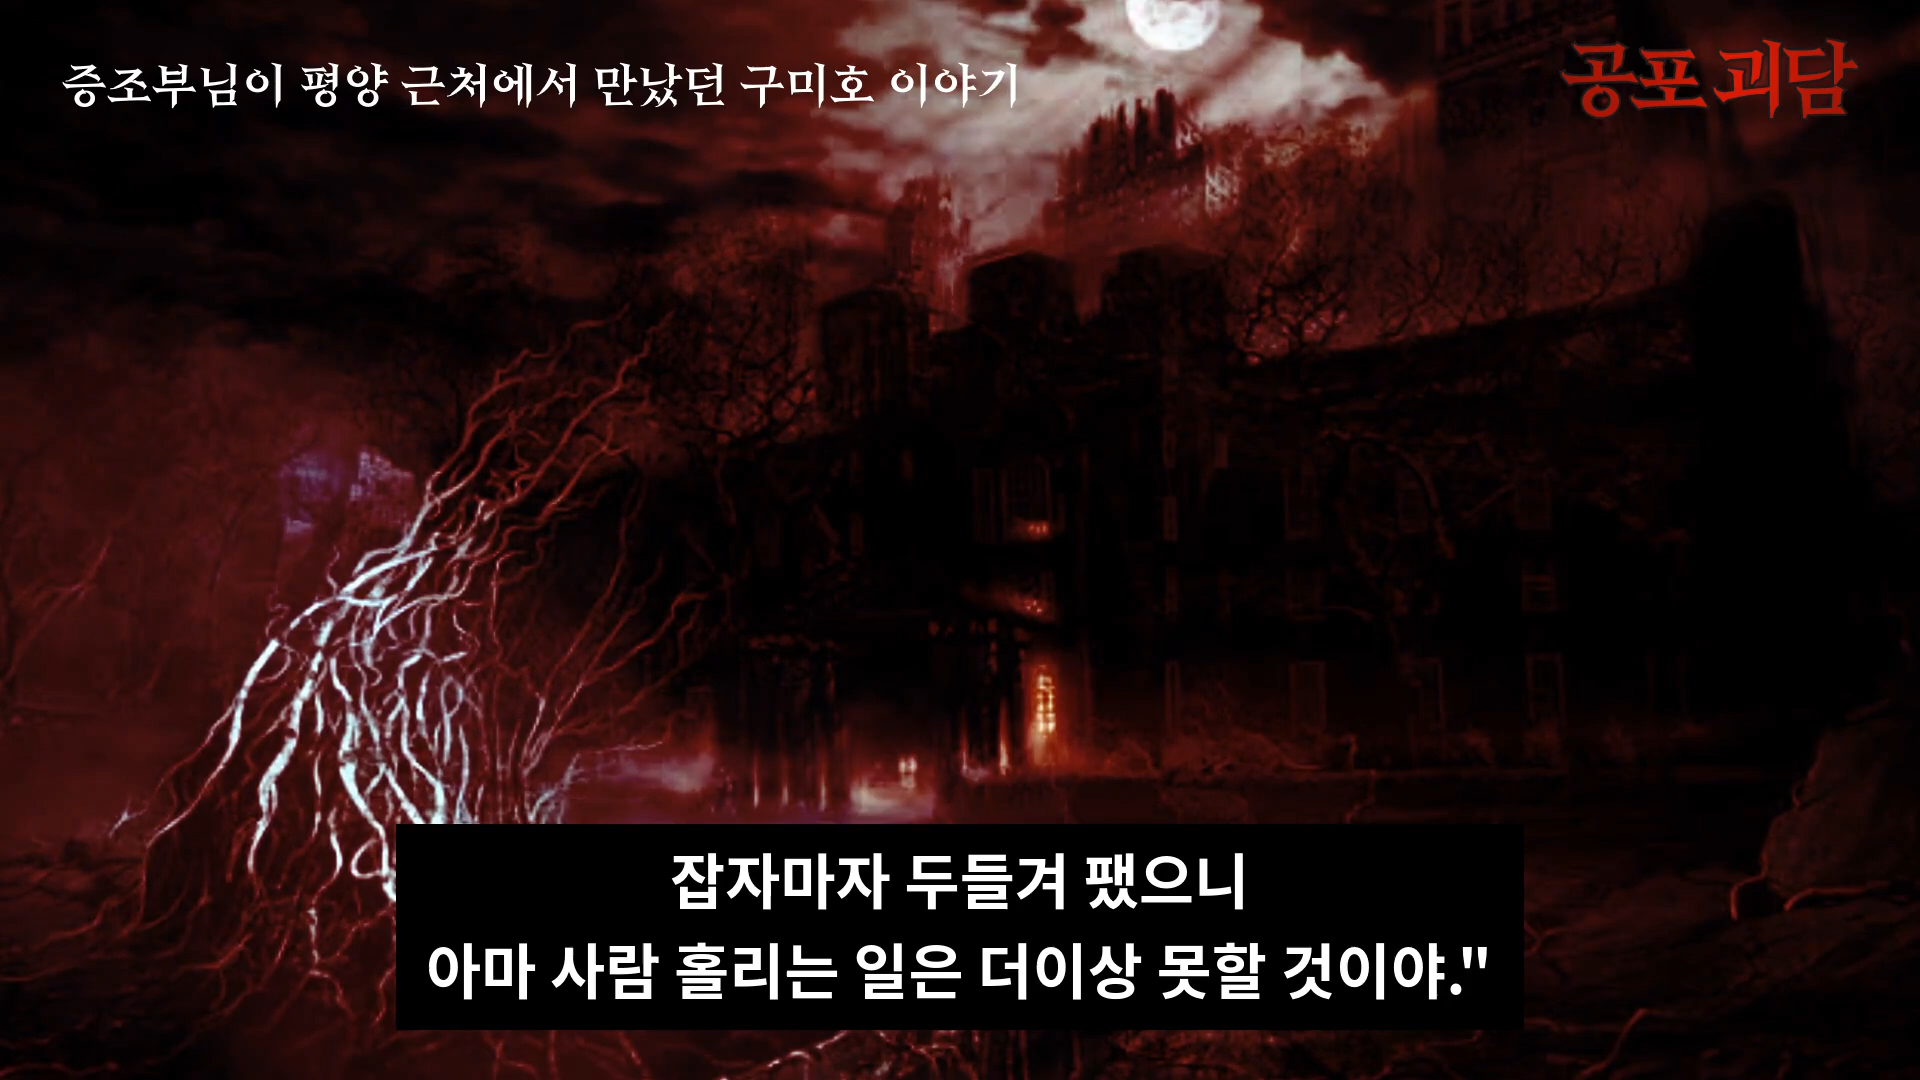 증조부님이 평양 근처에서 만났던 구미호 이야기
공포 괴담
잡자마자 두들겨 팼으니
아마 사람 홀리는 일은 더이상 못할 것이야."